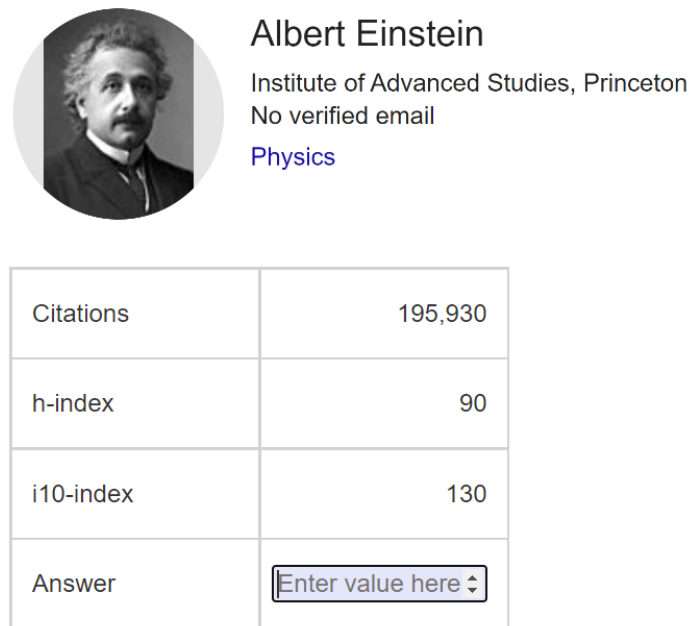 Albert Einstein
Institute of Advanced Studies, Princeton
No verified email
Physics
Citations 195,930
h-index 90
i10-index 130
Answer Enter value here